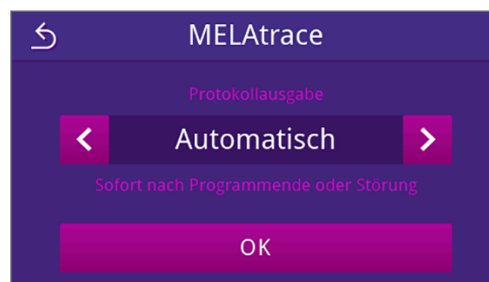 MELAtrace
Protokollausgabe
Automatisch
Sofort nach Programmende oder Störung
OK